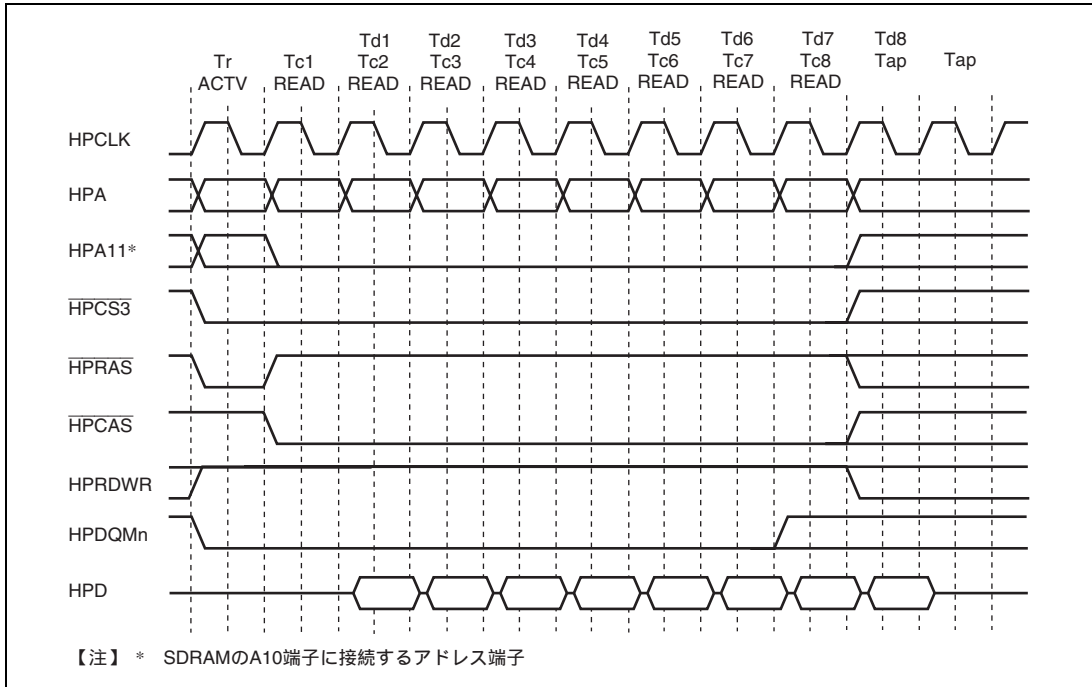 Td1 Td2 Td3 Td4 Td5 Td6 Td7 Td8
Tr Tc1 Tc2 Tc3 Tc4 Tc5 Tc6 Tc7 Tc8 Tap Tap
ACTV READ READ READ READ READ READ READ READ
HPCLK
HPA
HPA11*
HPCS3
HPRAS
HPCAS
HPRDWR
HPDQMn
HPD
【注】 * SDRAMのA10端子に接続するアドレス端子